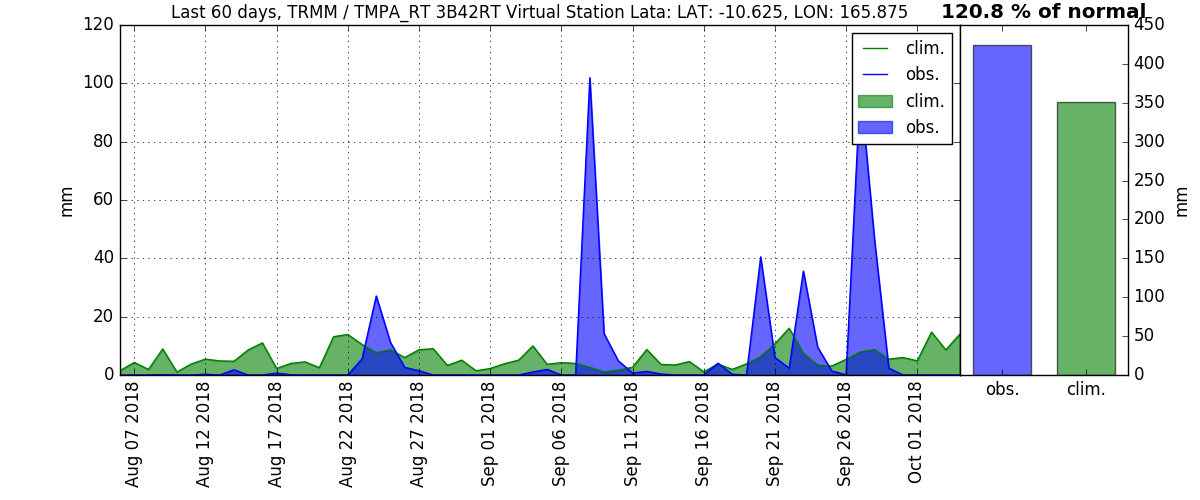 Last 60 days, TRMM / TMPA_RT 3B42RT Virtual Station Lata: LAT: -10.625, LON: 165.875
120.8 % of normal
mm
120
100
80
60
40
20
0
clim.
obs.
clim.
obs.
Aug 07 2018
Aug 12 2018
Aug 17 2018
Aug 22 2018
Aug 27 2018
Sep 01 2018
Sep 06 2018
Sep 11 2018
Sep 16 2018
Sep 21 2018
Sep 26 2018
Oct 01 2018
450
400
350
300
250
200
150
100
50
0
mm
obs.
clim.